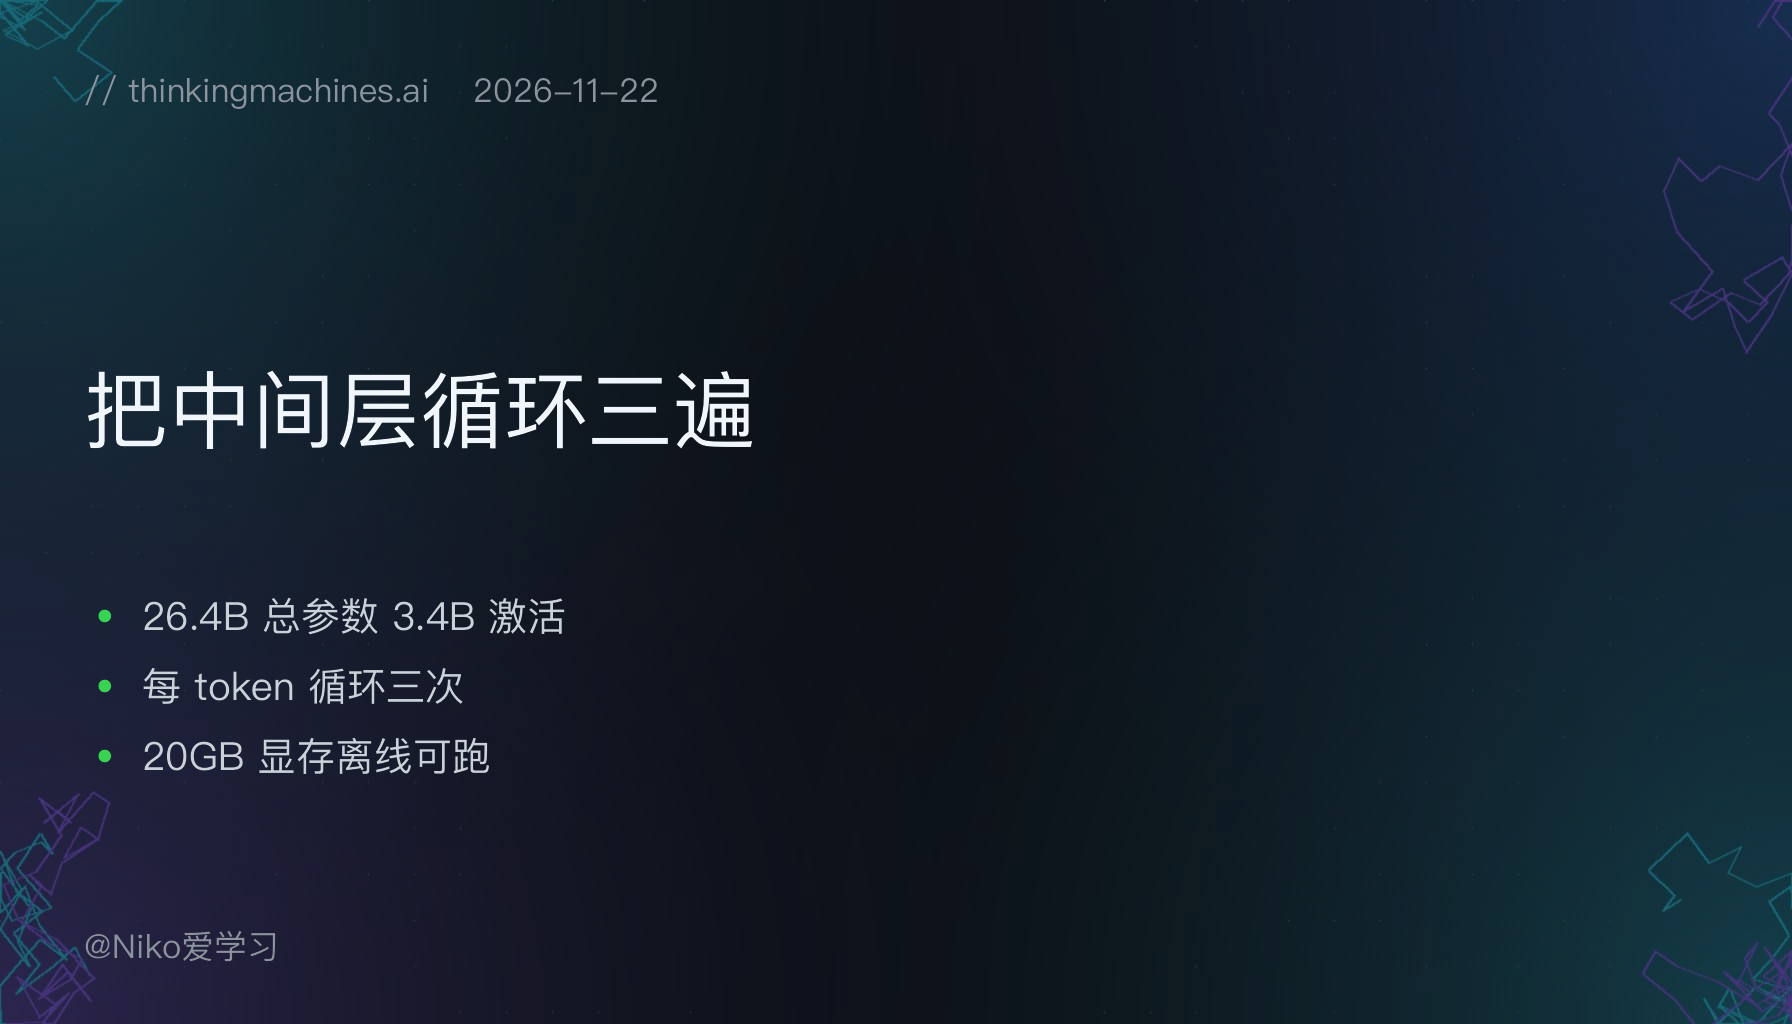 // thinkingmachines.ai 2026–11–22
把中间层循环三遍
• 26.4B 总参数 3.4B 激活
• 每 token 循环三次
• 20GB 显存离线可跑
@Niko爱学习